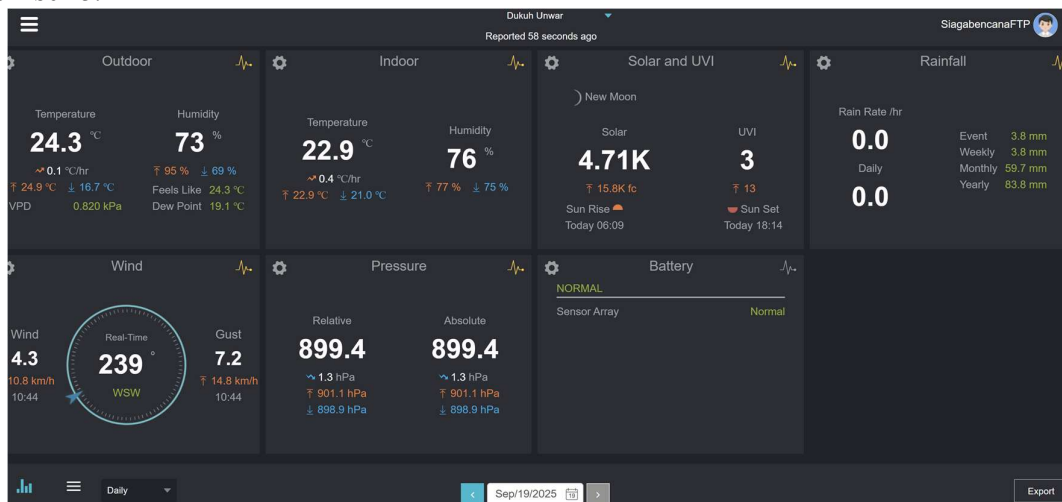 Dukuh Unwar
Reported 58 seconds ago
SiagabencanaFTP
Outdoor
Temperature
24.3 °C
0.1 °C/hr
24.9 °C 16.7 °C
VPD 0.820 kPa
Humidity
73 %
95 % 69 %
Feels Like 24.3 °C
Dew Point 19.1 °C
Indoor
Temperature
22.9 °C
0.4 °C/hr
22.9 °C 21.0 °C
Humidity
76 %
77 % 75 %
Solar and UVI
New Moon
Solar
4.71K
15.8K fc
Sun Rise
Today 06:09
UVI
3
13
Sun Set
Today 18:14
Rainfall
Rain Rate /hr
0.0
Daily
0.0
Event 3.8 mm
Weekly 3.8 mm
Monthly 59.7 mm
Yearly 83.8 mm
Wind
Wind
4.3
10.8 km/h
10:44
Real-Time
239 °
WSW
Gust
7.2
14.8 km/h
10:44
Pressure
Relative
899.4
1.3 hPa
901.1 hPa
898.9 hPa
Absolute
899.4
1.3 hPa
901.1 hPa
898.9 hPa
Battery
NORMAL
Sensor Array Normal
Daily
Sep/19/2025
19
Export